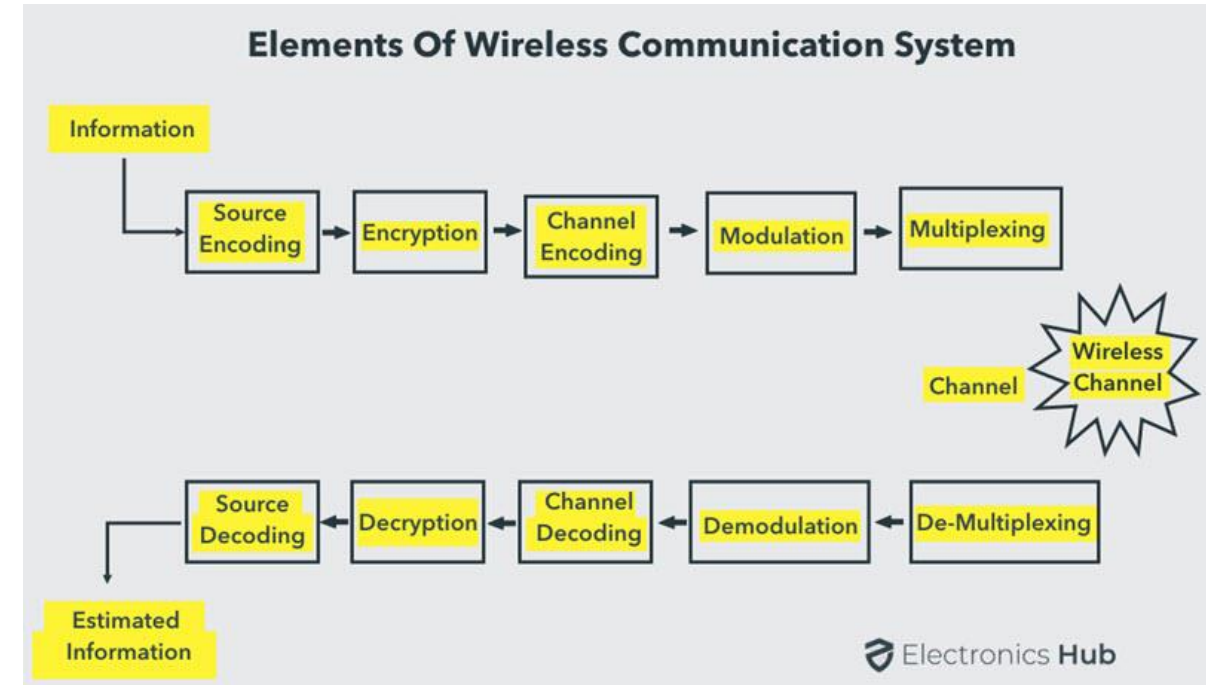 Elements Of Wireless Communication System
Information
Source
Encoding
Encryption
Channel
Encoding
Modulation
Multiplexing
Wireless
Channel
Channel
Source
Decoding
Decryption
Channel
Decoding
Demodulation
De-Multiplexing
Estimated
Information
Electronics Hub